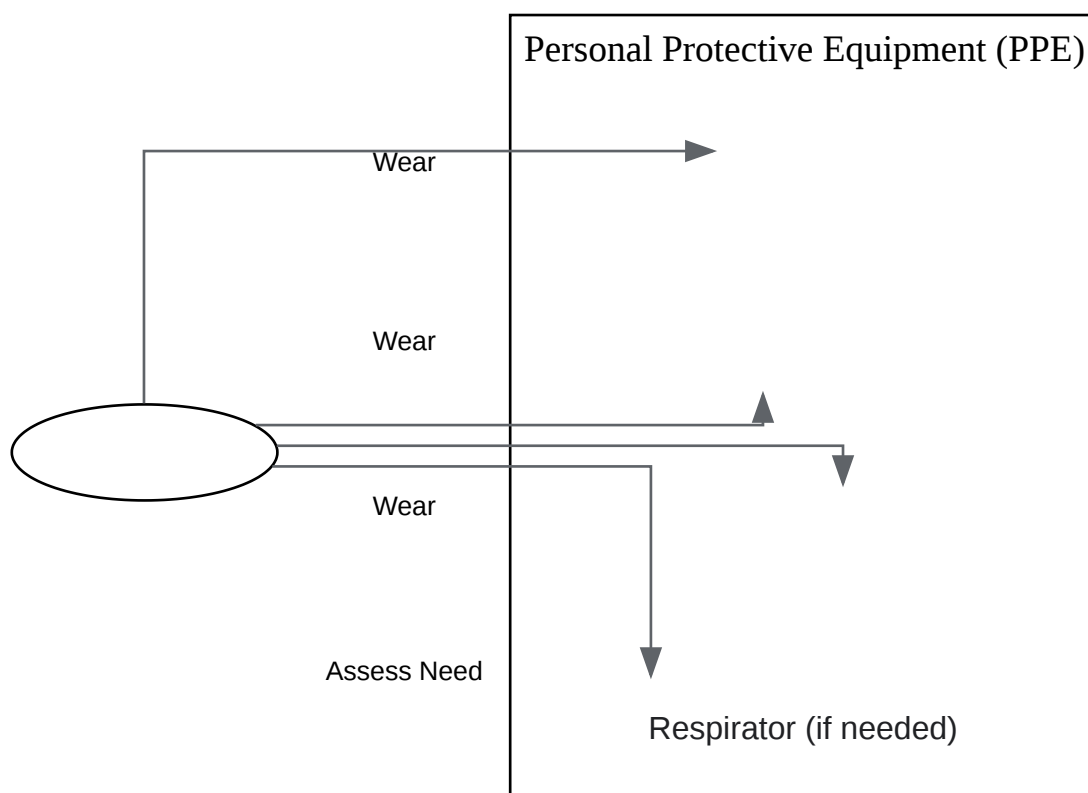 Personal Protective Equipment (PPE)
Wear
Wear
Wear
Assess Need
Respirator (if needed)